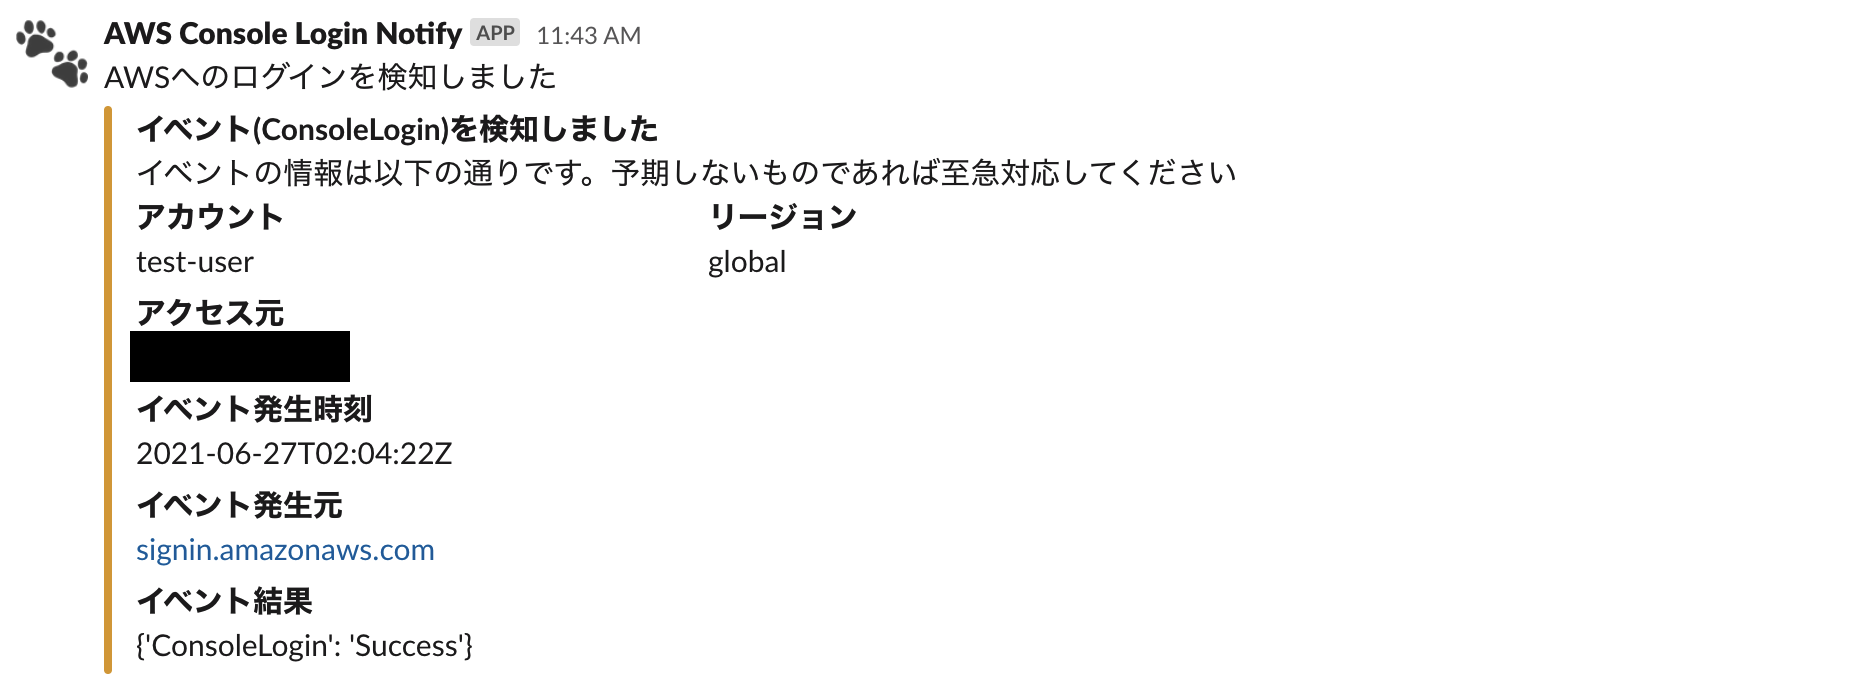 AWS Console Login Notify APP 11:43 AM
AWSへのログインを検知しました
イベント(ConsoleLogin)を検知しました
イベントの情報は以下の通りです。予期しないものであれば至急対応してください
アカウント リージョン
test-user global
アクセス元
イベント発生時刻
2021-06-27T02:04:22Z
イベント発生元
signin.amazonaws.com
イベント結果
{'ConsoleLogin': 'Success'}